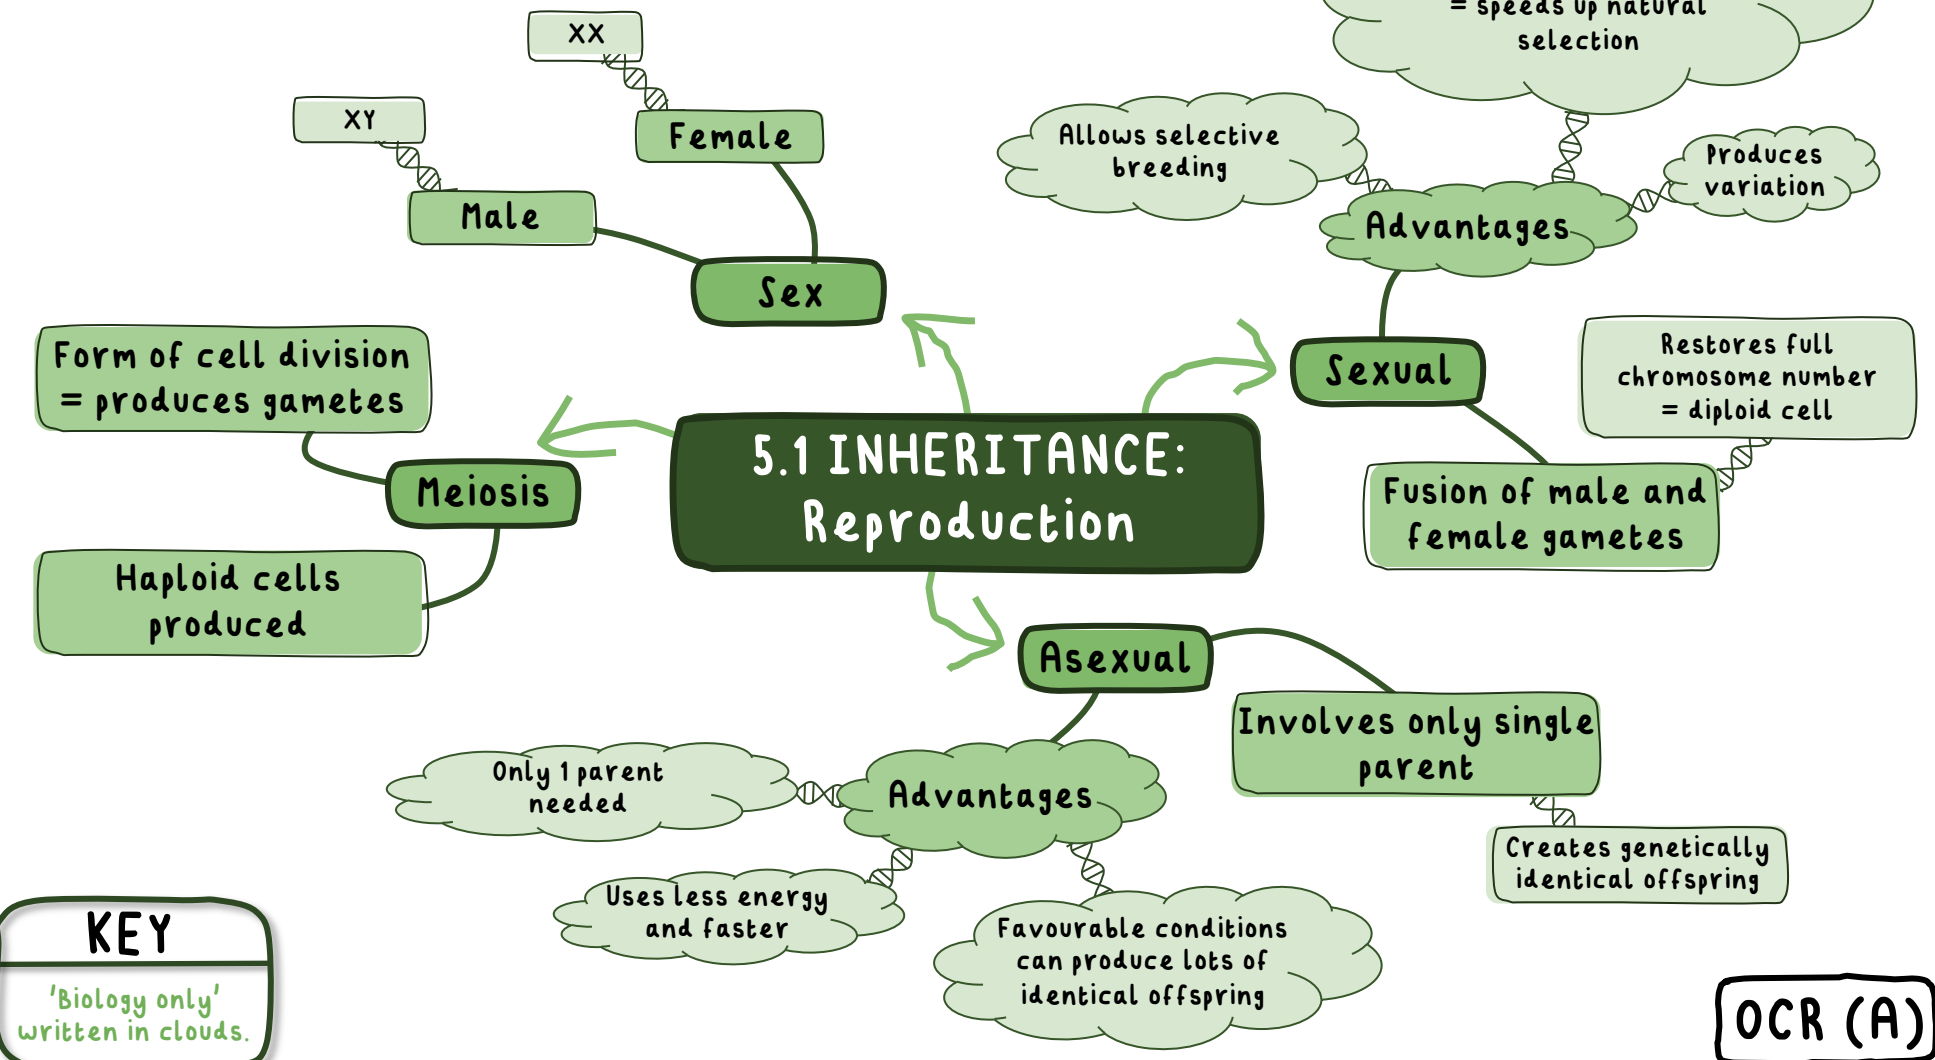 XX
XY
Female
Male
Sex
Form of cell division
= produces gametes
Meiosis
Haploid cells
produced
5.1 INHERITANCE:
Reproduction
= speeds up natural
selection
Allows selective
breeding
Produces
variation
Advantages
Sexual
Restores full
chromosome number
= diploid cell
Fusion of male and
female gametes
Asexual
Involves only single
parent
Creates genetically
identical offspring
Advantages
Only 1 parent
needed
Uses less energy
and faster
Favourable conditions
can produce lots of
identical offspring
KEY
'Biology only'
written in clouds.
OCR (A)